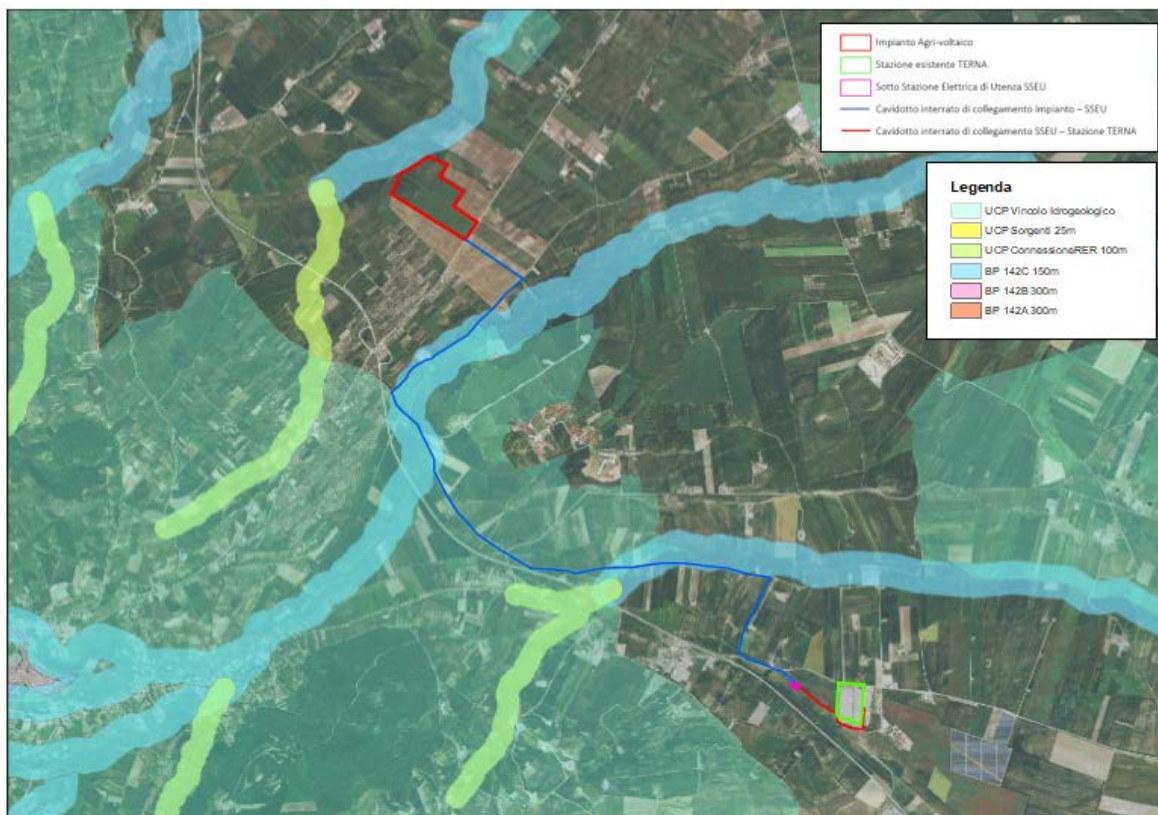 Impianto Agri-voltaico
Stazione esistente TERNA
Sotto Stazione Elettrica di Utenza SSEU
Cavidotto interrato di collegamento Impianto – SSEU
Cavidotto interrato di collegamento SSEU – Stazione TERNA
Legenda
UCP Vincolo Idrogeologico
UCP Sorgenti 25m
UCP ConnessioneRER 100m
BP 142C 150m
BP 142B 300m
BP 142A 300m